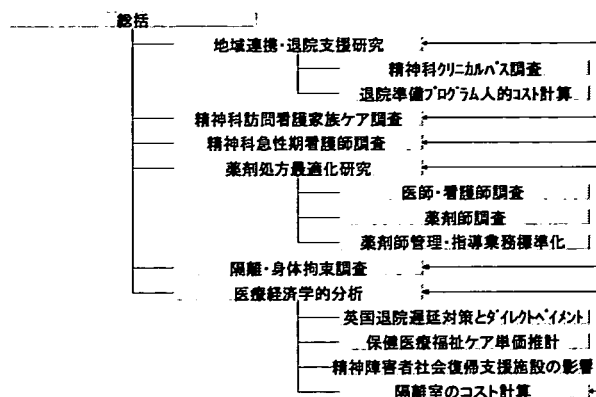 総括
地域連携・退院支援研究
精神科クリニカルパス調査
退院準備プログラム人的コスト計算
精神科訪問看護家族ケア調査
精神科急性期看護師調査
薬剤処方最適化研究
医師・看護師調査
薬剤師調査
薬剤師管理・指導業務標準化
隔離・身体拘束調査
医療経済学的分析
英国退院遅延対策とダイレクトペイメント
保健医療福祉ケア単価推計
精神障害者社会復帰支援施設の影響
隔離室のコスト計算